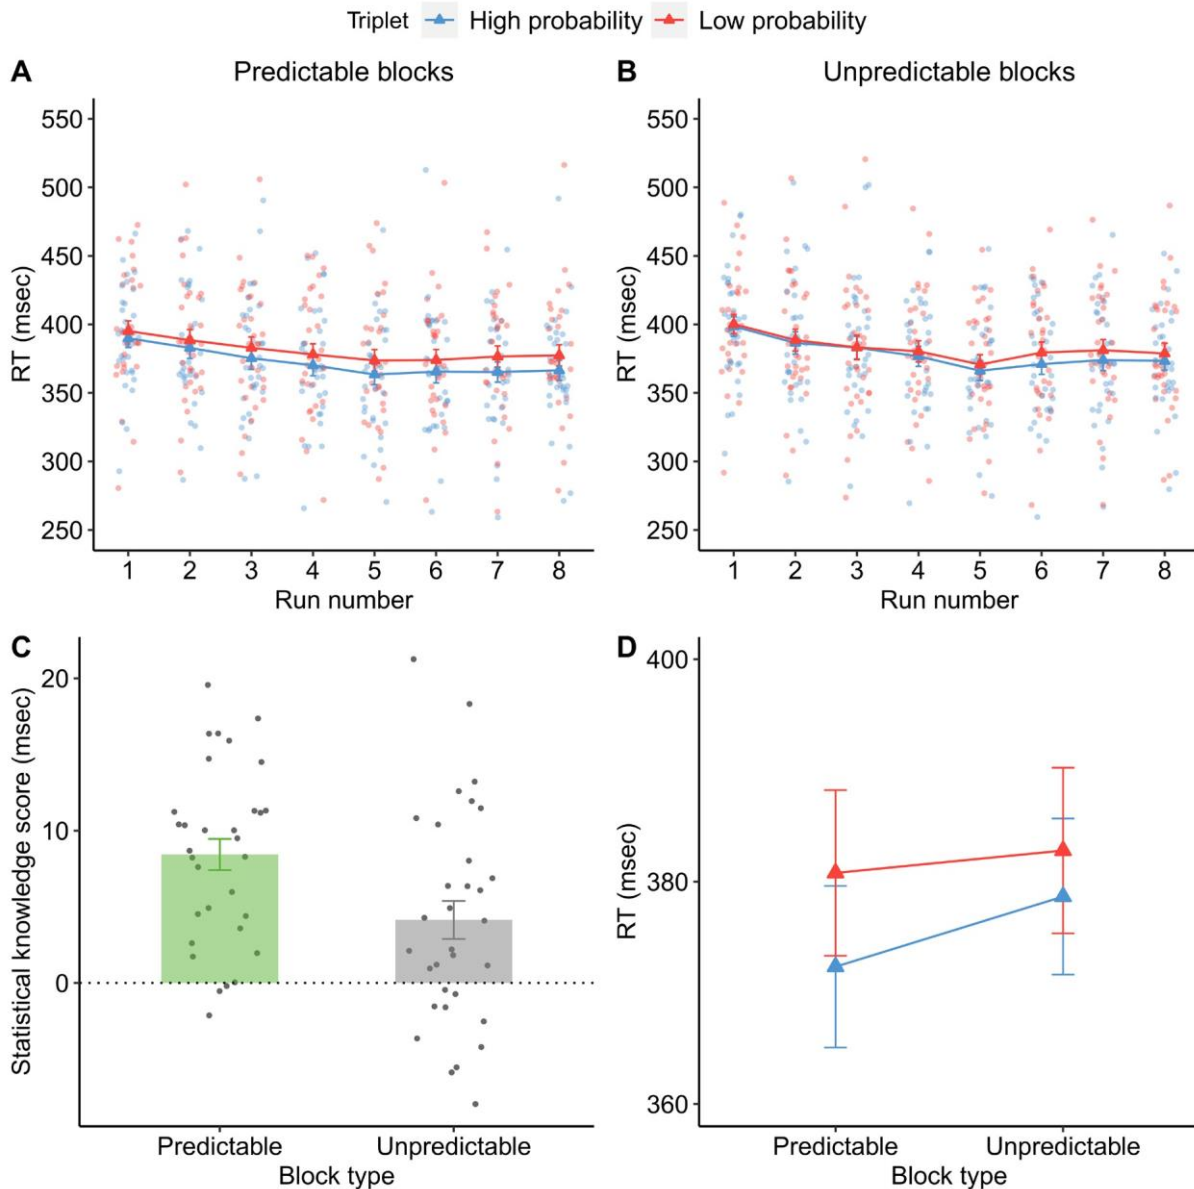 Triplet High probability Low probability
A Predictable blocks
550
500
450
400
350
300
250
RT (msec)
1 2 3 4 5 6 7 8
Run number
B Unpredictable blocks
550
500
450
400
350
300
250
RT (msec)
1 2 3 4 5 6 7 8
Run number
C
20
10
0
Statistical knowledge score (msec)
Predictable Unpredictable
Block type
D
400
380
360
RT (msec)
Predictable Unpredictable
Block type